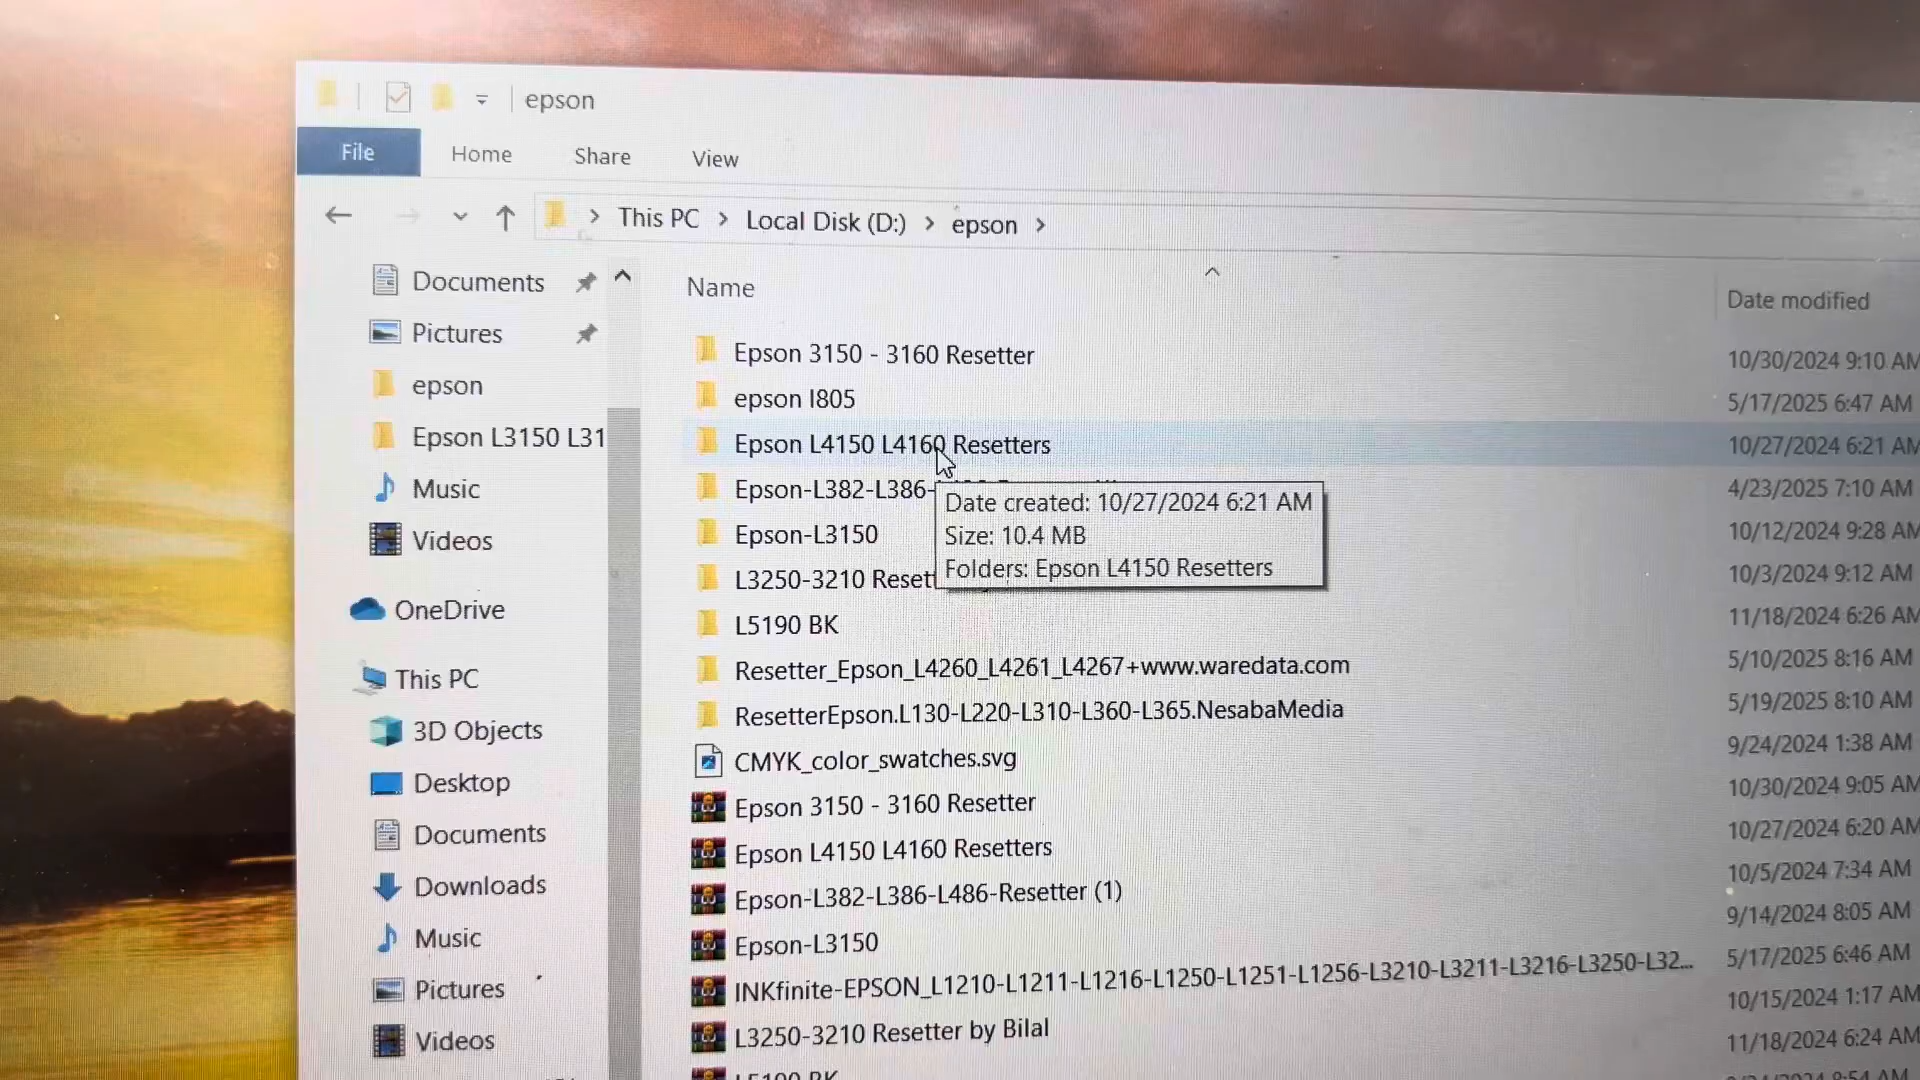 epson
File Home Share View
This PC > Local Disk (D:) > epson >
Documents
Pictures
epson
Epson L3150 L31
Music
Videos
OneDrive
This PC
3D Objects
Desktop
Documents
Downloads
Music
Pictures
Videos
Name Date modified
Epson 3150 - 3160 Resetter 10/30/2024 9:10 AM
epson l805 5/17/2025 6:47 AM
Epson L4150 L4160 Resetters 10/27/2024 6:21 AM
Epson-L382-L386- 4/23/2025 7:10 AM
Epson-L3150 10/12/2024 9:28 AM
L3250-3210 Resett 10/3/2024 9:12 AM
L5190 BK 11/18/2024 6:26 AM
Resetter_Epson_L4260_L4261_L4267+www.waredata.com 5/10/2025 8:16 AM
ResetterEpson.L130-L220-L310-L360-L365.NesabaMedia 5/19/2025 8:10 AM
CMYK_color_swatches.svg 9/24/2024 1:38 AM
Epson 3150 - 3160 Resetter 10/30/2024 9:05 AM
Epson L4150 L4160 Resetters 10/27/2024 6:20 AM
Epson-L382-L386-L486-Resetter (1) 10/5/2024 7:34 AM
Epson-L3150 9/14/2024 8:05 AM
INKfinite-EPSON_L1210-L1211-L1216-L1250-L1251-L1256-L3210-L3211-L3216-L3250-L32... 5/17/2025 6:46 AM
L3250-3210 Resetter by Bilal 10/15/2024 1:17 AM
L5190 BK 11/18/2024 6:24 AM
Date created: 10/27/2024 6:21 AM
Size: 10.4 MB
Folders: Epson L4150 Resetters